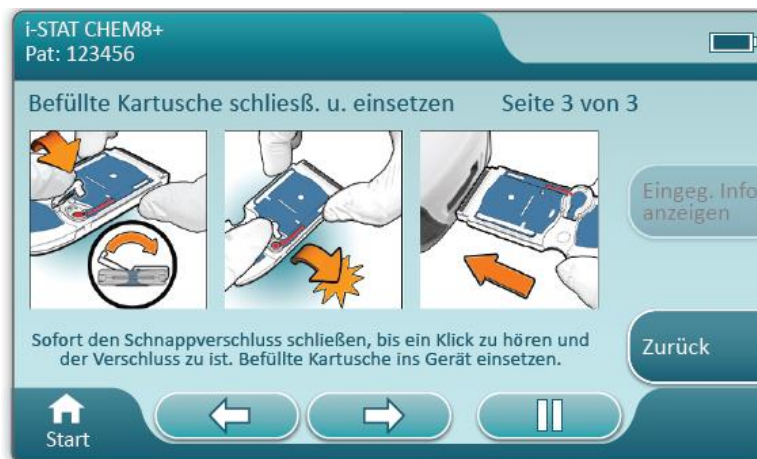 i-STAT CHEM8+
Pat: 123456
Befüllte Kartusche schliesß. u. einsetzen
Seite 3 von 3
Eingeg. Info
anzeigen
Sofort den Schnappverschluss schließen, bis ein Klick zu hören und
der Verschluss zu ist. Befüllte Kartusche ins Gerät einsetzen.
Zurück
Start